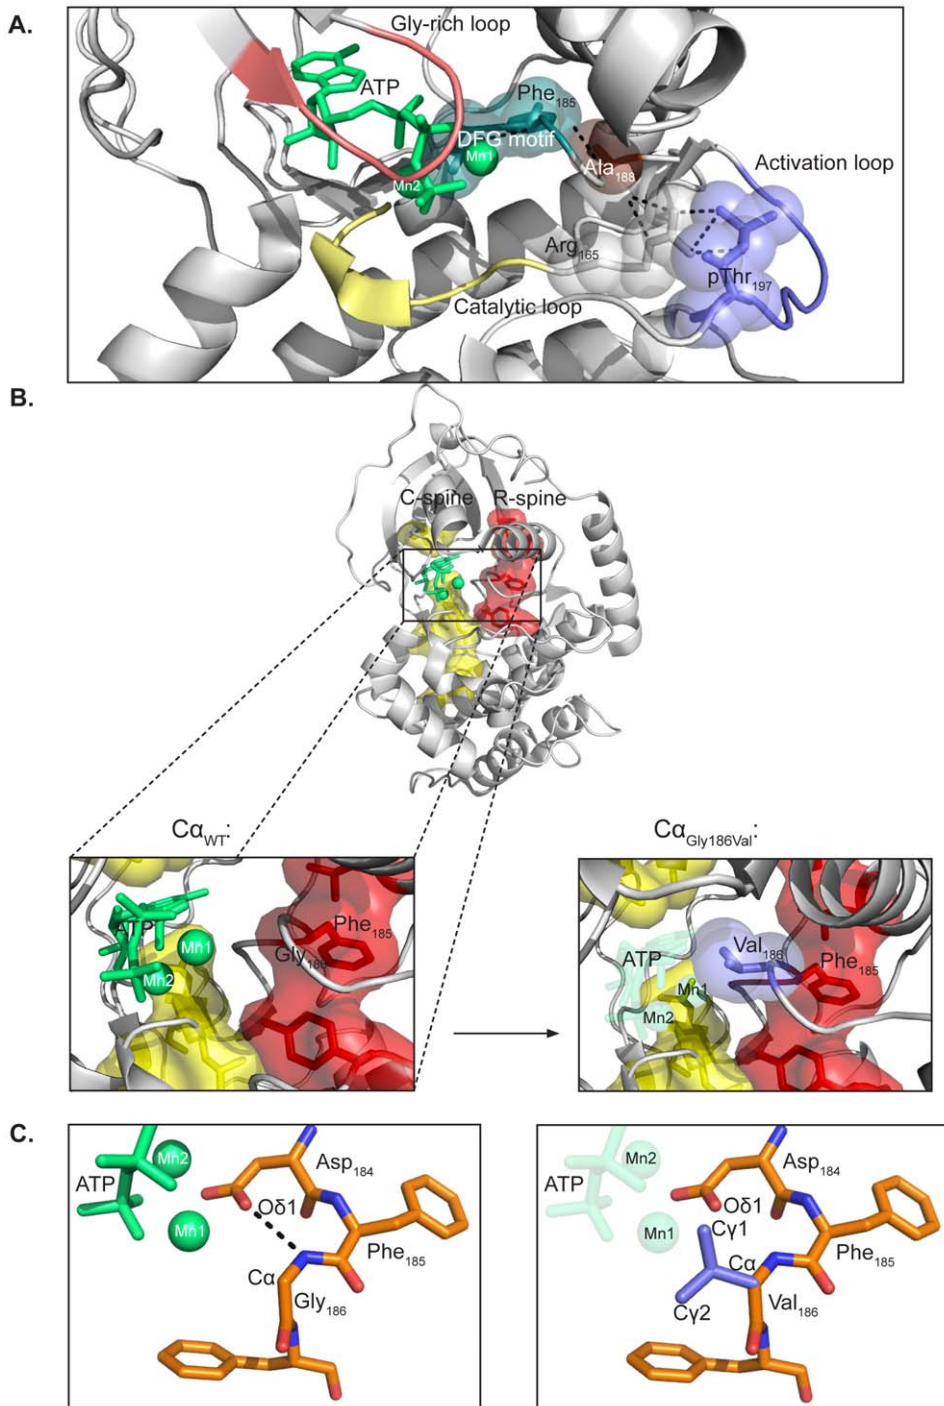 A.
Gly-rich loop
ATP
Phe185
DFG motif
Mn1
Mn2
Ala188
Activation loop
Arg165
pThr197
Catalytic loop
B.
C-spine R-spine
CαWT:
CαGly186Val:
ATP
Mn1
Mn2
Phe185
Gly186
ATP
Val186
Mn1
Mn2
Phe185
C.
Mn2
ATP
Mn1
Asp184
Oδ1
Phe185
Cα
Gly186
Mn2
ATP
Mn1
Asp184
Oδ1
Cγ1
Phe185
Cα
Val186
Cγ2